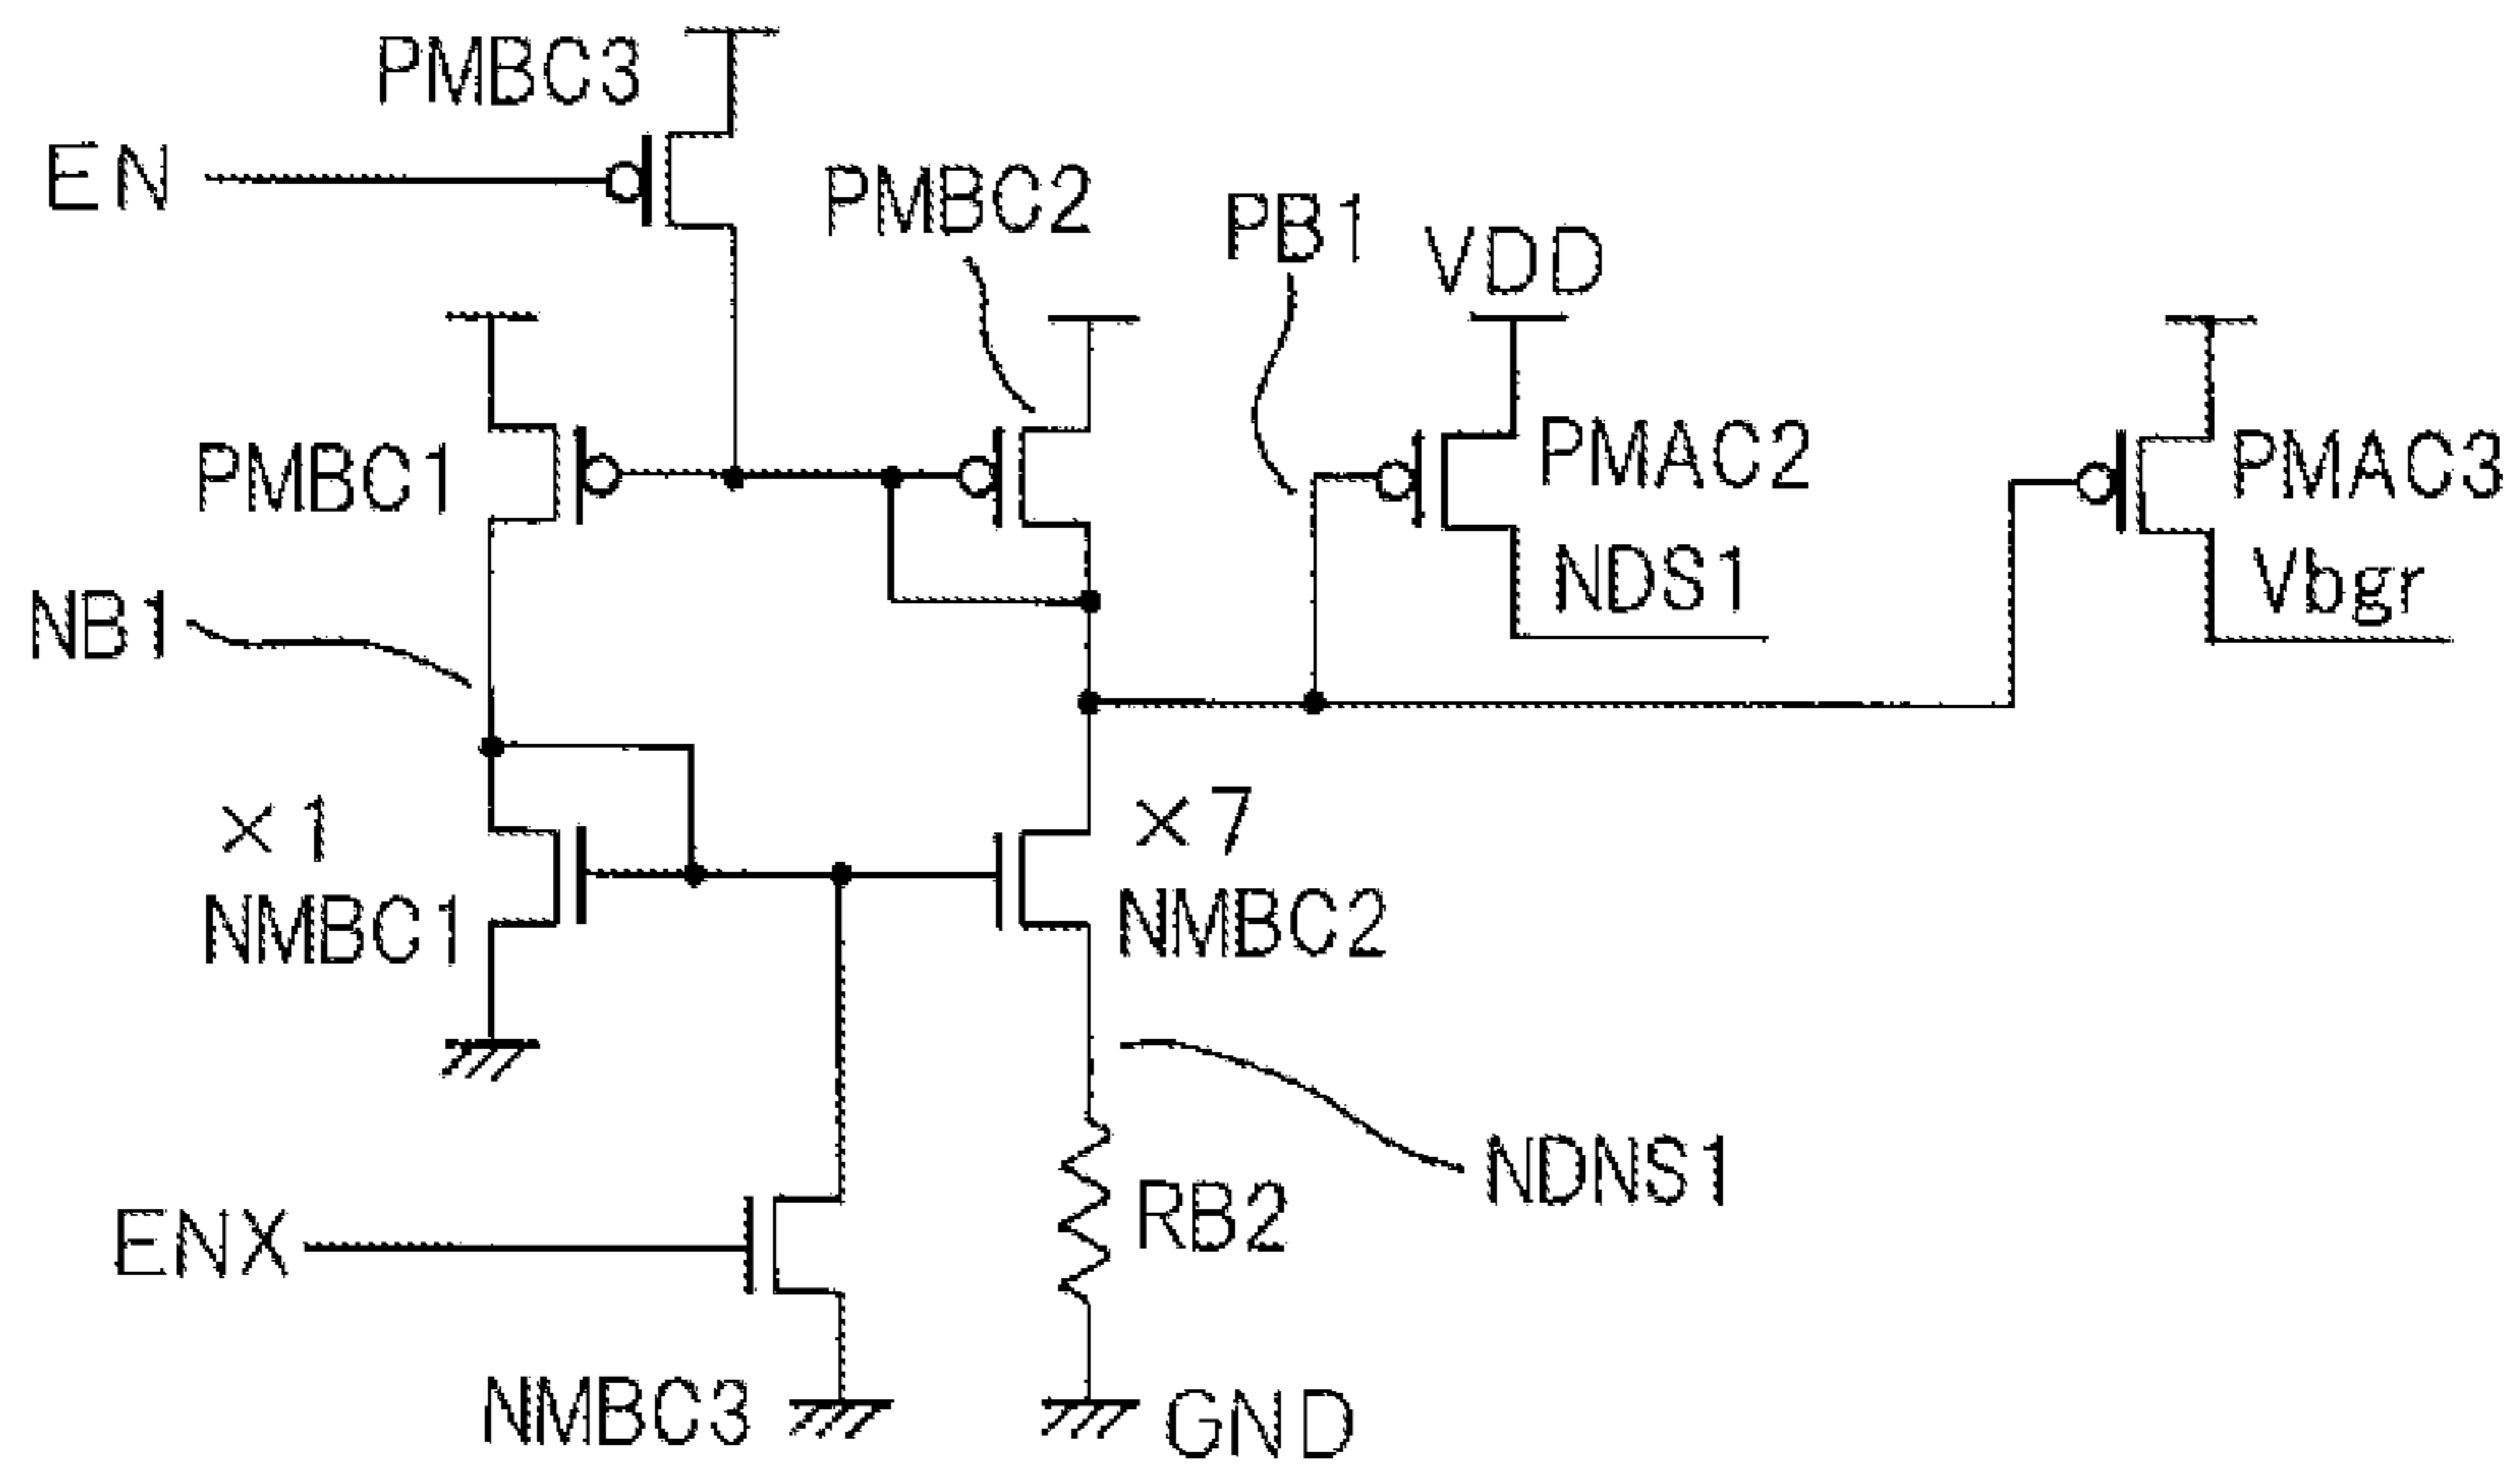 PMBC3
EN
PMBC2
PB1
VDD
PMBC1
PMAC2
PMAC3
NDS1
Vbgr
NB1
×1
×7
NMBC1
NMBC2
NDNS1
RB2
ENX
NMBC3
GND